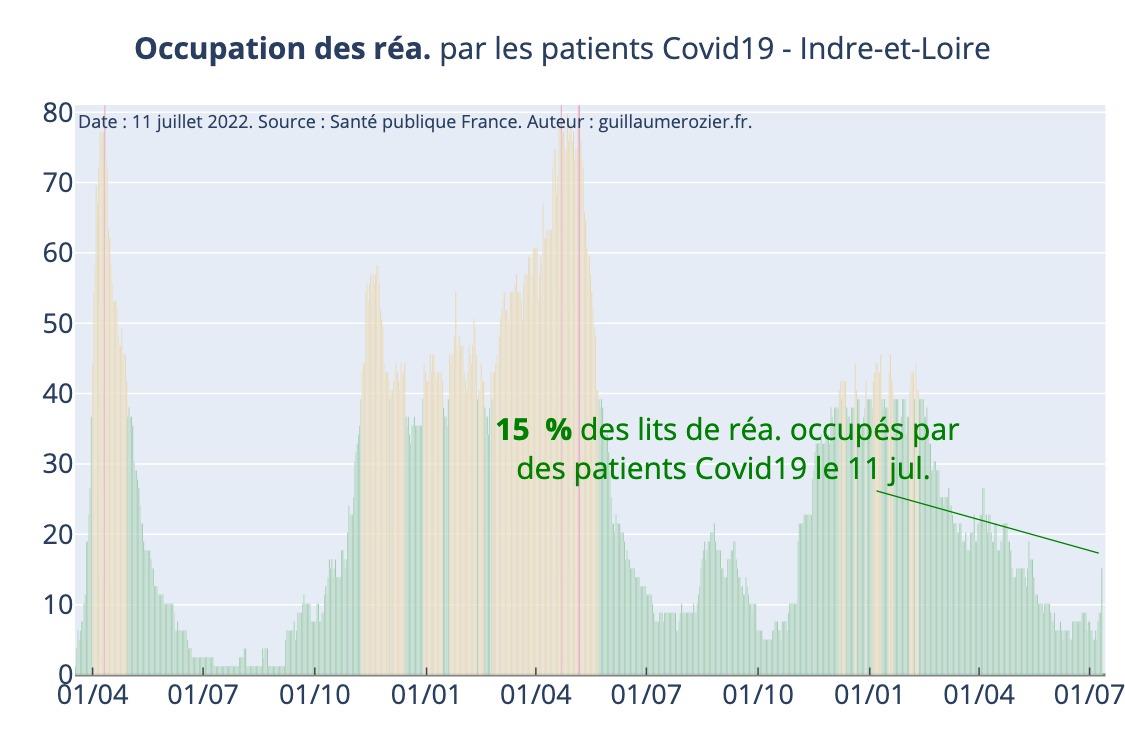 Occupation des réa. par les patients Covid19 - Indre-et-Loire
80
Date : 11 juillet 2022. Source : Santé publique France. Auteur : guillaumerozier.fr.
70
60
50
40
15 % des lits de réa. occupés par
des patients Covid19 le 11 jul.
30
20
10
0
01/04 01/07 01/10 01/01 01/04 01/07 01/10 01/01 01/04 01/07